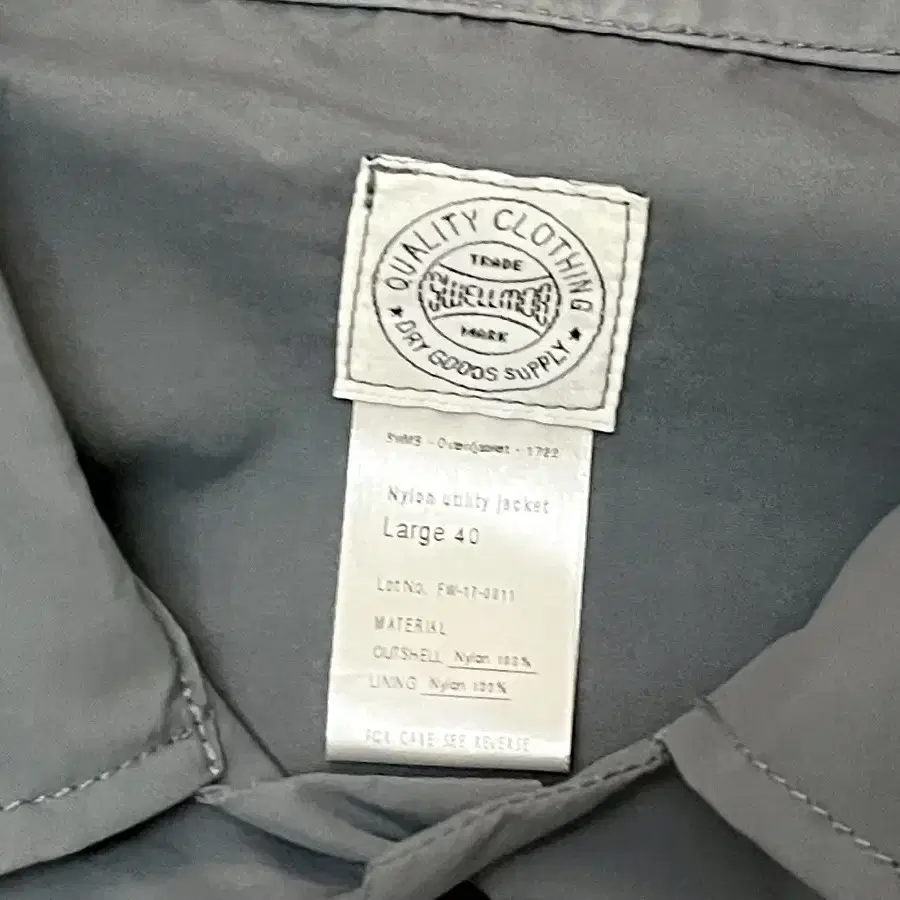 QUALITY CLOTHING
TRADE
SWELLMOB
MARK
★ DRY GOODS SUPPLY ★
SWMB - Overjacket - 1722
Nylon utility jacket
Large 40
Lot No. FW-17-0811
MATERIAL
OUTSHELL Nylon 100%
LINING Nylon 100%
FOR CARE SEE REVERSE